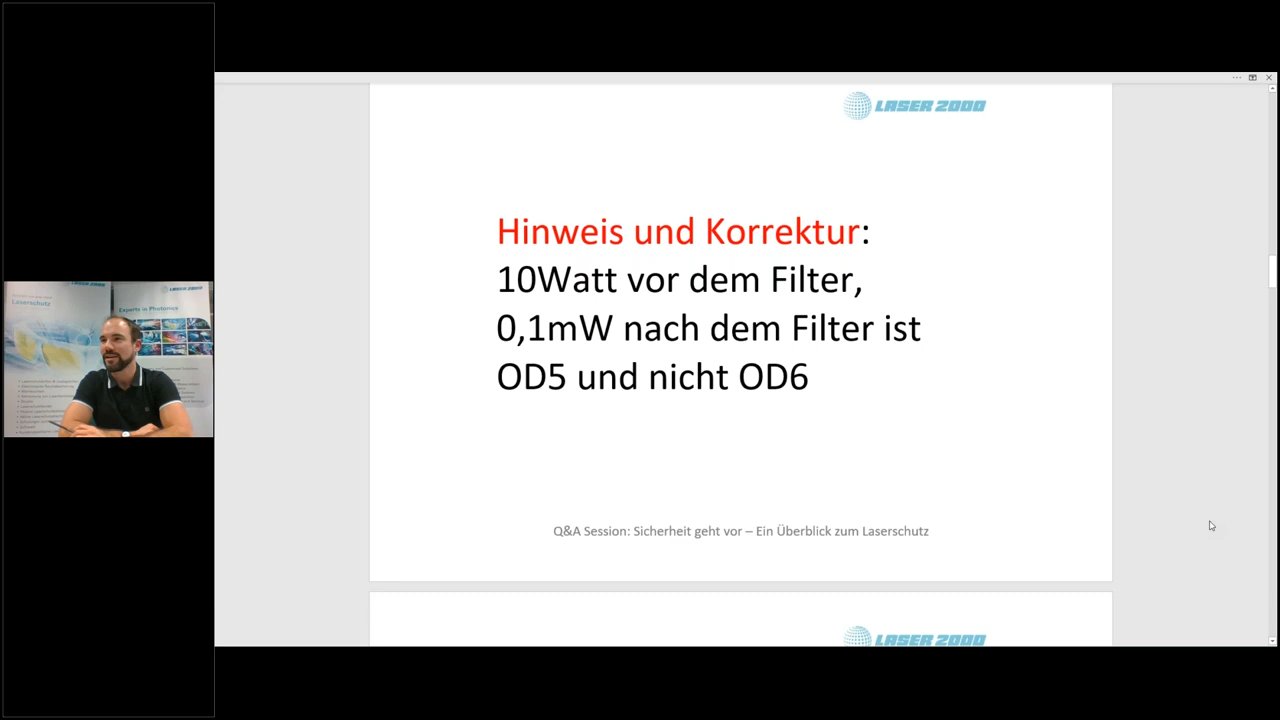 LASER 2000
Hinweis und Korrektur:
10Watt vor dem Filter,
0,1mW nach dem Filter ist
OD5 und nicht OD6
Q&A Session: Sicherheit geht vor – Ein Überblick zum Laserschutz
LASER 2000
Laserschutz
Experts in Photonics